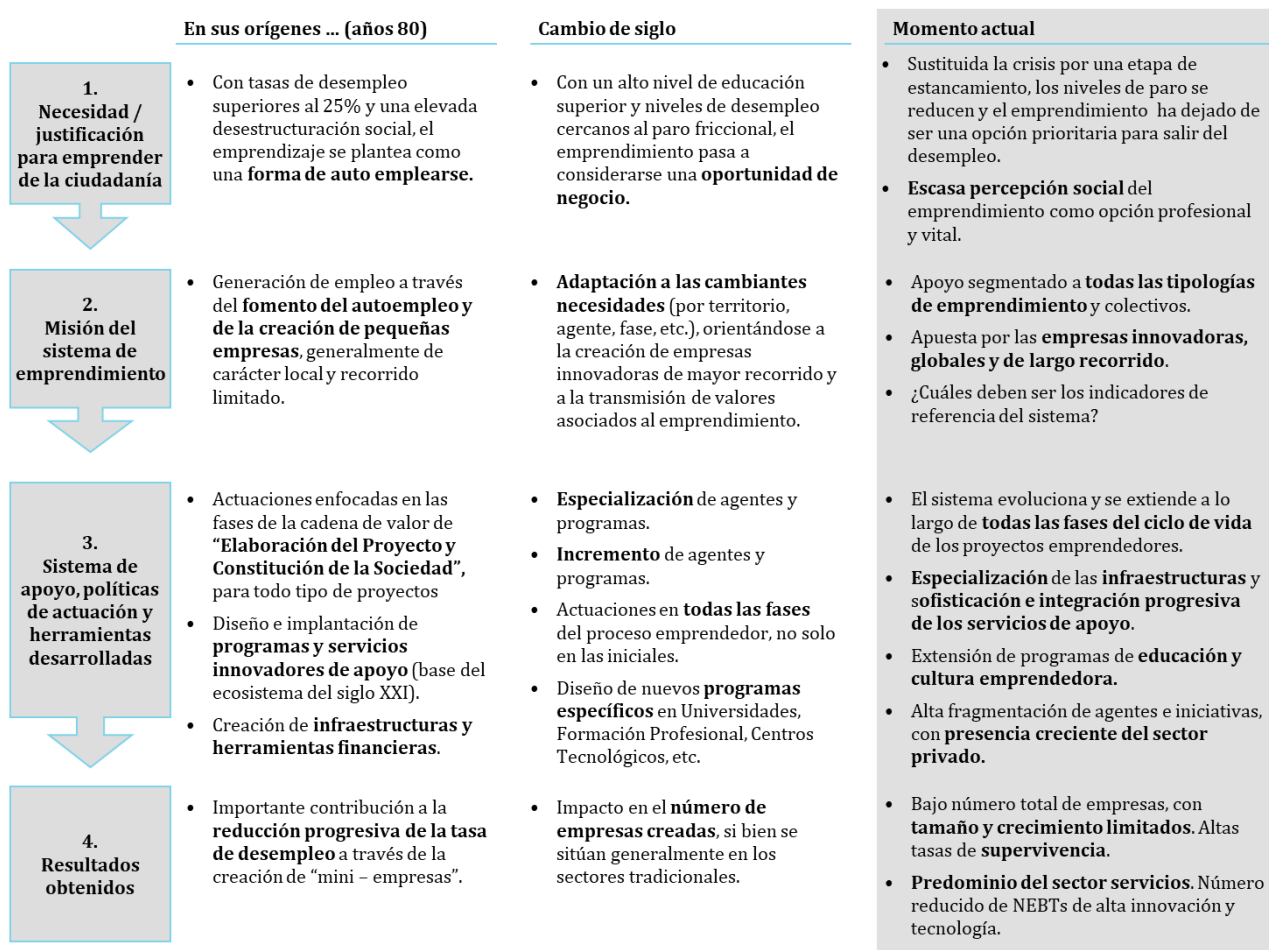 En sus orígenes ... (años 80)
Cambio de siglo
Momento actual
1.
Necesidad /
justificación
para emprender
de la ciudadanía
• Con tasas de desempleo
superiores al 25% y una elevada
desestructuración social, el
emprendizaje se plantea como
una forma de auto emplearse.
• Con un alto nivel de educación
superior y niveles de desempleo
cercanos al paro friccional, el
emprendimiento pasa a
considerarse una oportunidad de
negocio.
• Sustituida la crisis por una etapa de
estancamiento, los niveles de paro se
reducen y el emprendimiento ha dejado de
ser una opción prioritaria para salir del
desempleo.
• Escasa percepción social del
emprendimiento como opción profesional
y vital.
2.
Misión del
sistema de
emprendimiento
• Generación de empleo a través
del fomento del autoempleo y
de la creación de pequeñas
empresas, generalmente de
carácter local y recorrido
limitado.
• Adaptación a las cambiantes
necesidades (por territorio,
agente, fase, etc.), orientándose a
la creación de empresas
innovadoras de mayor recorrido y
a la transmisión de valores
asociados al emprendimiento.
• Apoyo segmentado a todas las tipologías
de emprendimiento y colectivos.
• Apuesta por las empresas innovadoras,
globales y de largo recorrido.
• ¿Cuáles deben ser los indicadores de
referencia del sistema?
3.
Sistema de
apoyo, políticas
de actuación y
herramientas
desarrolladas
• Actuaciones enfocadas en las
fases de la cadena de valor de
“Elaboración del Proyecto y
Constitución de la Sociedad”,
para todo tipo de proyectos
• Diseño e implantación de
programas y servicios
innovadores de apoyo (base del
ecosistema del siglo XXI).
• Creación de infraestructuras y
herramientas financieras.
• Especialización de agentes y
programas.
• Incremento de agentes y
programas.
• Actuaciones en todas las fases
del proceso emprendedor, no solo
en las iniciales.
• Diseño de nuevos programas
específicos en Universidades,
Formación Profesional, Centros
Tecnológicos, etc.
• El sistema evoluciona y se extiende a lo
largo de todas las fases del ciclo de vida
de los proyectos emprendedores.
• Especialización de las infraestructuras y
sofisticación e integración progresiva
de los servicios de apoyo.
• Extensión de programas de educación y
cultura emprendedora.
• Alta fragmentación de agentes e iniciativas,
con presencia creciente del sector
privado.
4.
Resultados
obtenidos
• Importante contribución a la
reducción progresiva de la tasa
de desempleo a través de la
creación de “mini – empresas”.
• Impacto en el número de
empresas creadas, si bien se
sitúan generalmente en los
sectores tradicionales.
• Bajo número total de empresas, con
tamaño y crecimiento limitados. Altas
tasas de supervivencia.
• Predominio del sector servicios. Número
reducido de NEBTs de alta innovación y
tecnología.